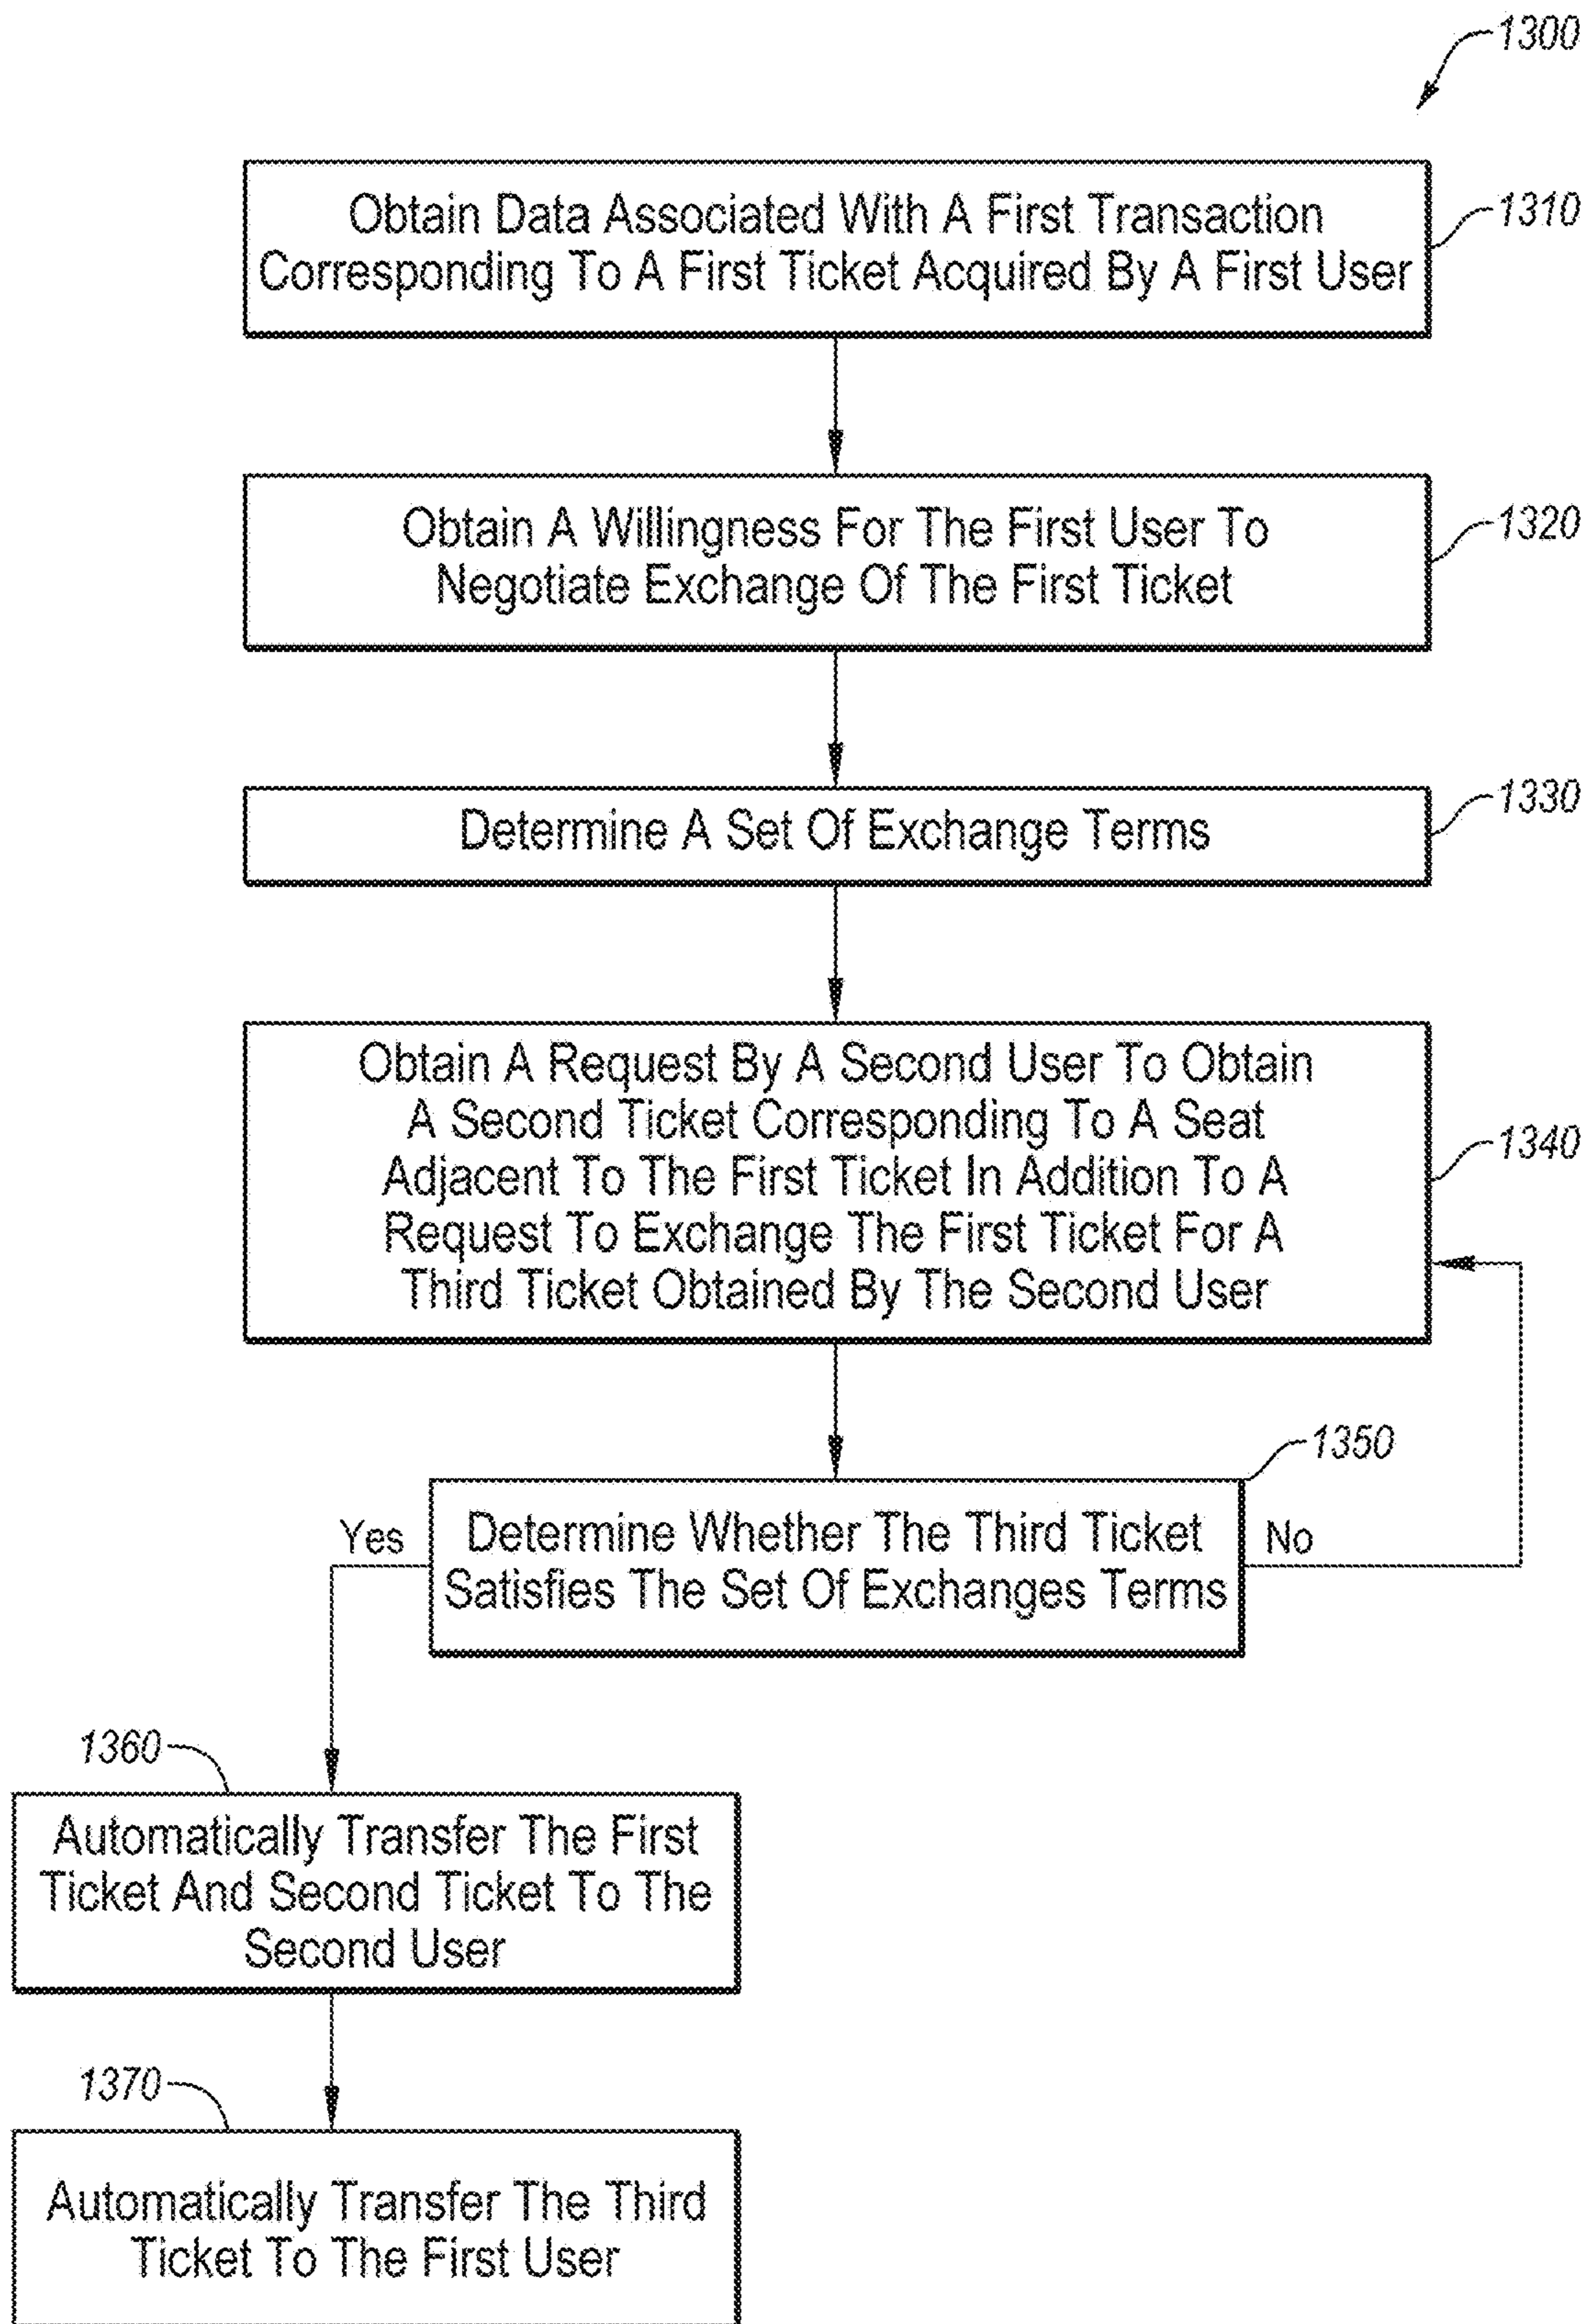 1300
Obtain Data Associated With A First Transaction
Corresponding To A First Ticket Acquired By A First User
1310
Obtain A Willingness For The First User To
Negotiate Exchange Of The First Ticket
1320
Determine A Set Of Exchange Terms
1330
Obtain A Request By A Second User To Obtain
A Second Ticket Corresponding To A Seat
Adjacent To The First Ticket In Addition To A
Request To Exchange The First Ticket For A
Third Ticket Obtained By The Second User
1340
1350
Yes
Determine Whether The Third Ticket
Satisfies The Set Of Exchanges Terms
No
1360
Automatically Transfer The First
Ticket And Second Ticket To The
Second User
1370
Automatically Transfer The Third
Ticket To The First User